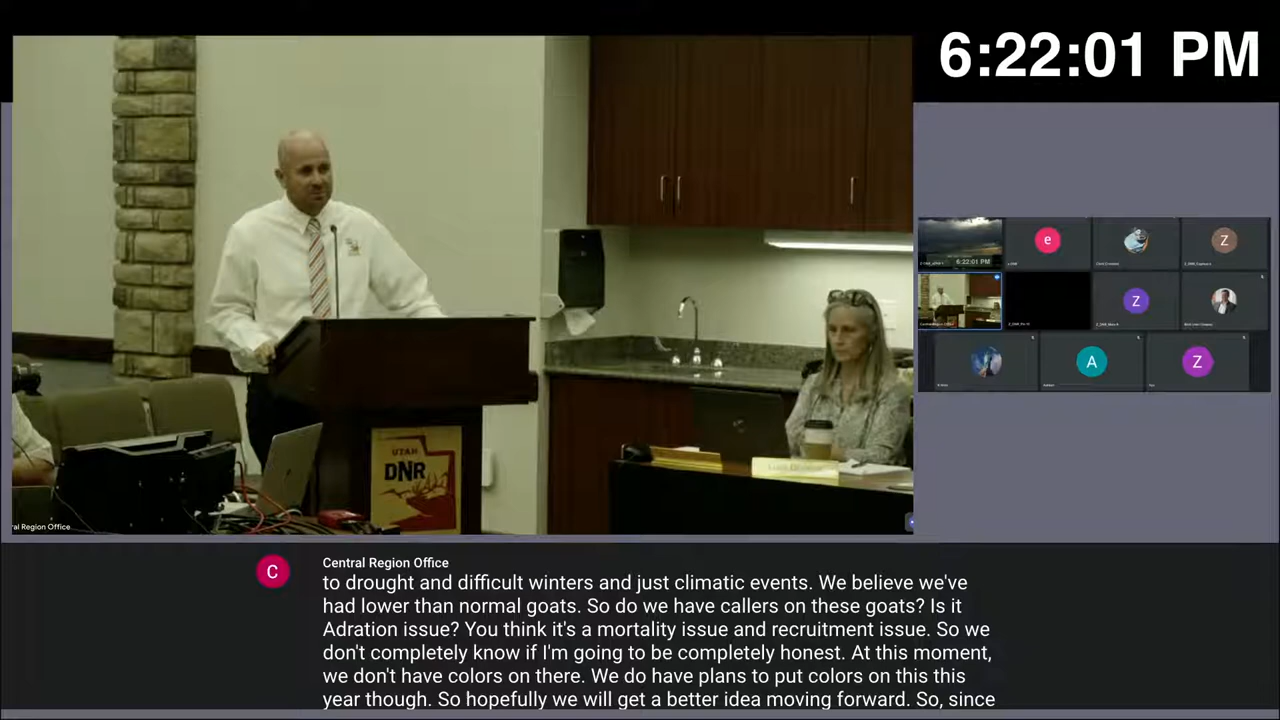 6:22:01 PM
6:22:01 PM
e
Z
Z
A
Z
UTAH
DNR
ral Region Office
C
Central Region Office
to drought and difficult winters and just climatic events. We believe we've
had lower than normal goats. So do we have callers on these goats? Is it
Adration issue? You think it's a mortality issue and recruitment issue. So we
don't completely know if I'm going to be completely honest. At this moment,
we don't have colors on there. We do have plans to put colors on this this
year though. So hopefully we will get a better idea moving forward. So, since